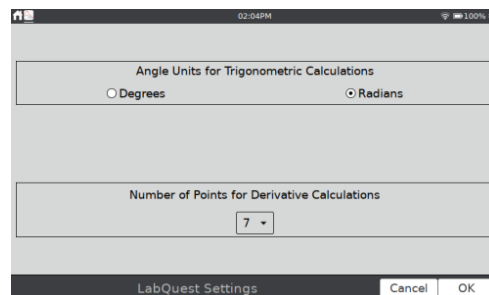 02:04PM
100%
Angle Units for Trigonometric Calculations
Degrees
Radians
Number of Points for Derivative Calculations
7
LabQuest Settings
Cancel
OK